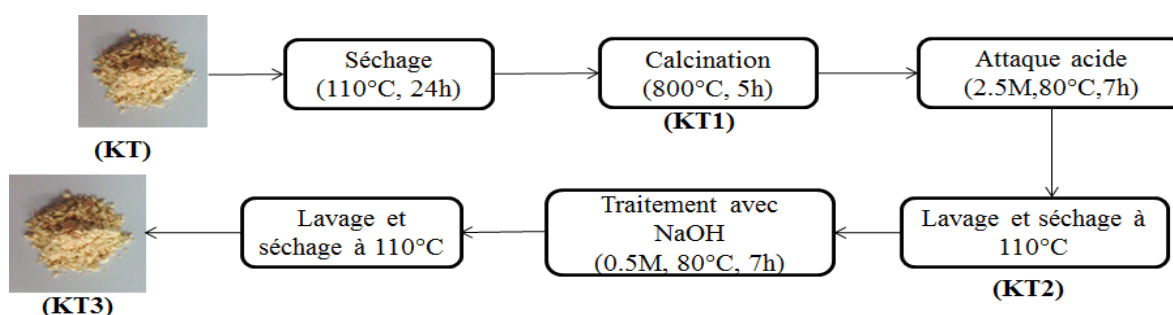 Séchage
(110°C, 24h)
Calcination
(800°C, 5h)
Attaque acide
(2.5M,80°C,7h)
(KT)
(KT1)
Lavage et séchage à
110°C
(KT2)
Traitement avec
NaOH
(0.5M, 80°C, 7h)
Lavage et
séchage à 110°C
(KT3)